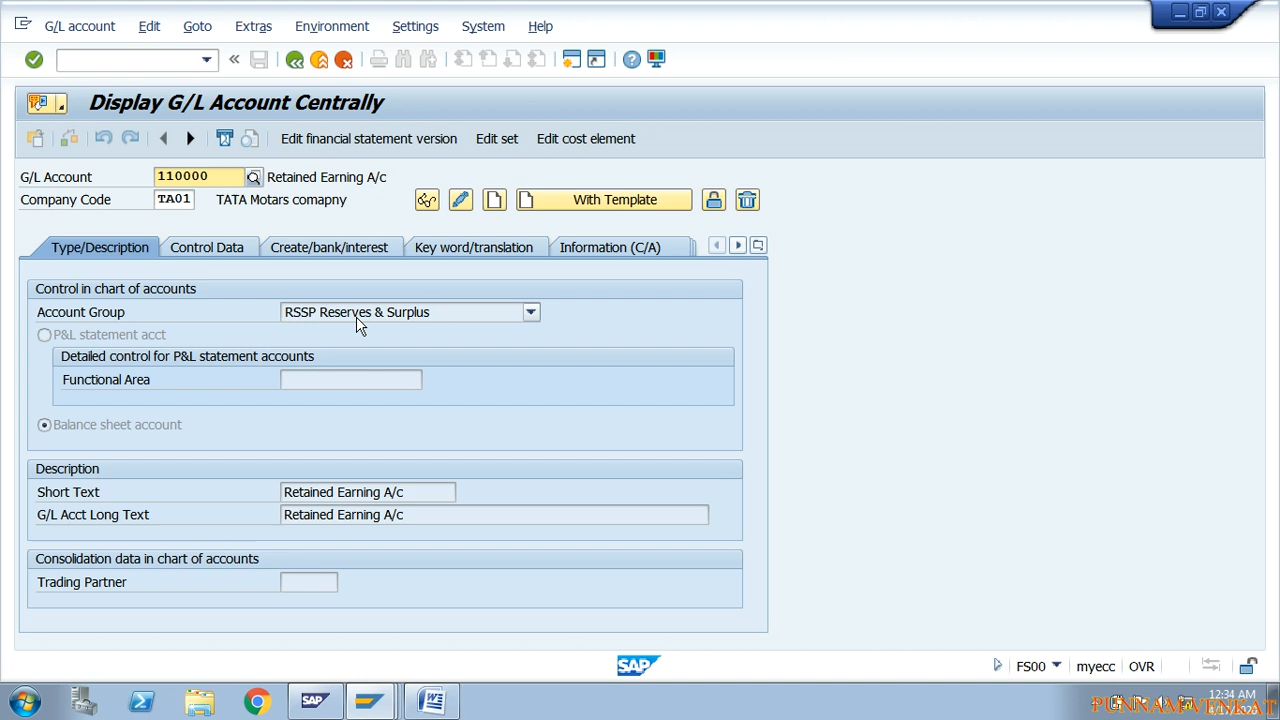 G/L account Edit Goto Extras Environment Settings System Help
Display G/L Account Centrally
Edit financial statement version Edit set Edit cost element
G/L Account 110000 Retained Earning A/c
Company Code TA01 TATA Motars comapny With Template
Type/Description Control Data Create/bank/interest Key word/translation Information (C/A)
Control in chart of accounts
Account Group RSSP Reserves & Surplus
P&L statement acct
Detailed control for P&L statement accounts
Functional Area
Balance sheet account
Description
Short Text Retained Earning A/c
G/L Acct Long Text Retained Earning A/c
Consolidation data in chart of accounts
Trading Partner
SAP FS00 myecc OVR
SAP 12:34 AM
PUNNAM VENKAT